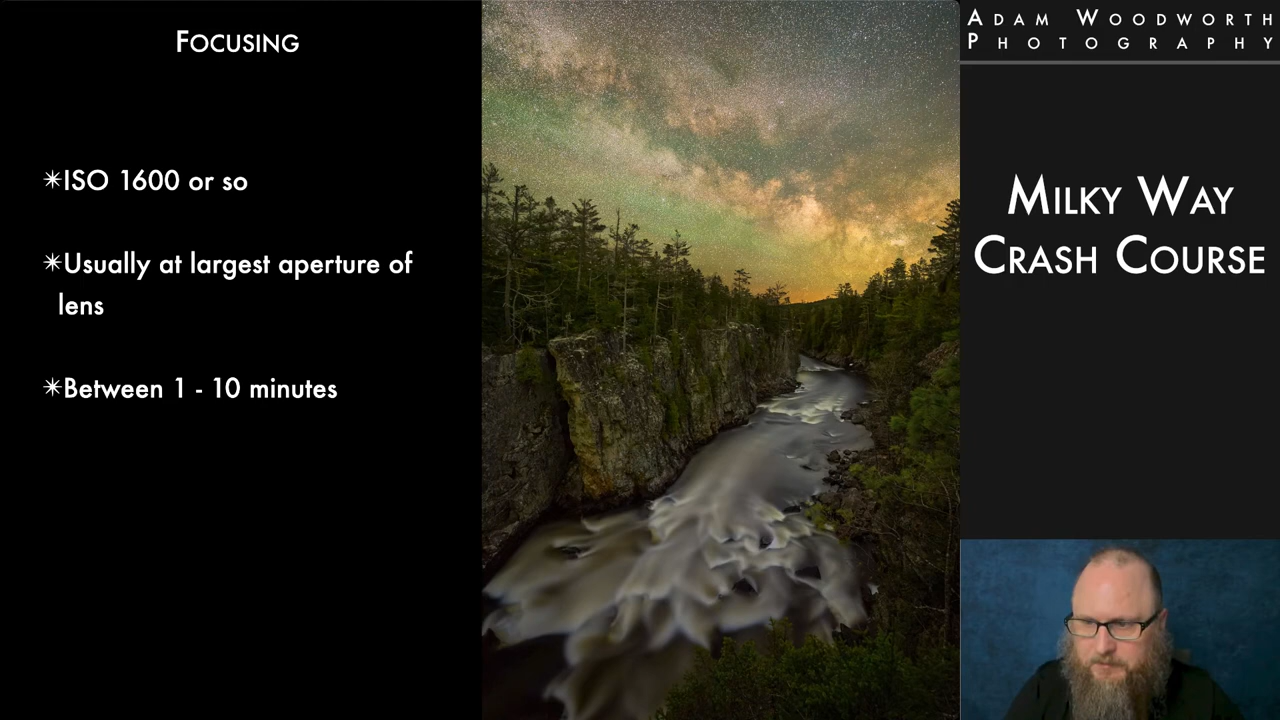 Focusing
✴ISO 1600 or so
✴Usually at largest aperture of
lens
✴Between 1 - 10 minutes
Adam Woodworth
Photography
Milky Way
Crash Course